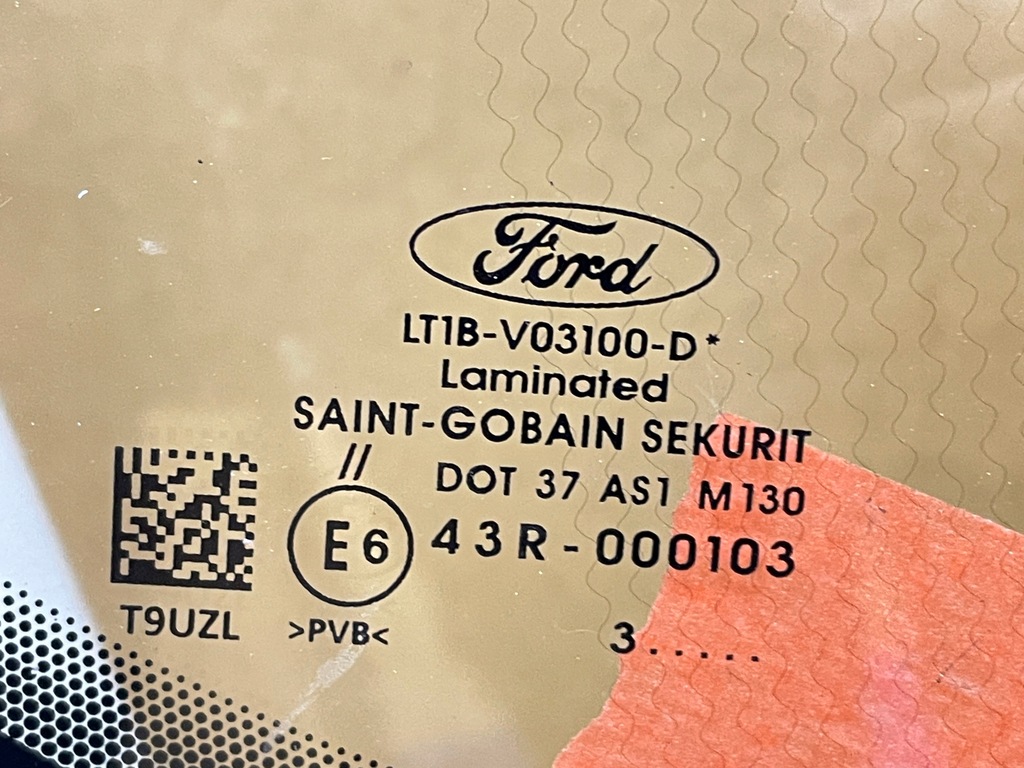 Ford
LT1B-V03100-D*
Laminated
SAINT-GOBAIN SEKURIT
//
DOT 37 AS1 M130
E6 43R-000103
T9UZL >PVB< 3.....